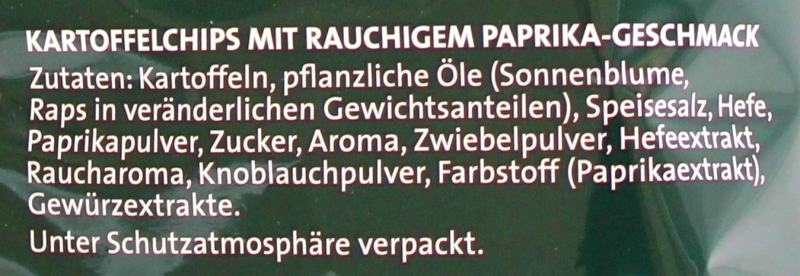 KARTOFFELCHIPS MIT RAUCHIGEM PAPRIKA-GESCHMACK
Zutaten: Kartoffeln, pflanzliche Öle (Sonnenblume,
Raps in veränderlichen Gewichtsanteilen), Speisesalz, Hefe,
Paprikapulver, Zucker, Aroma, Zwiebelpulver, Hefeextrakt,
Raucharoma, Knoblauchpulver, Farbstoff (Paprikaextrakt),
Gewürzextrakte.
Unter Schutzatmosphäre verpackt.